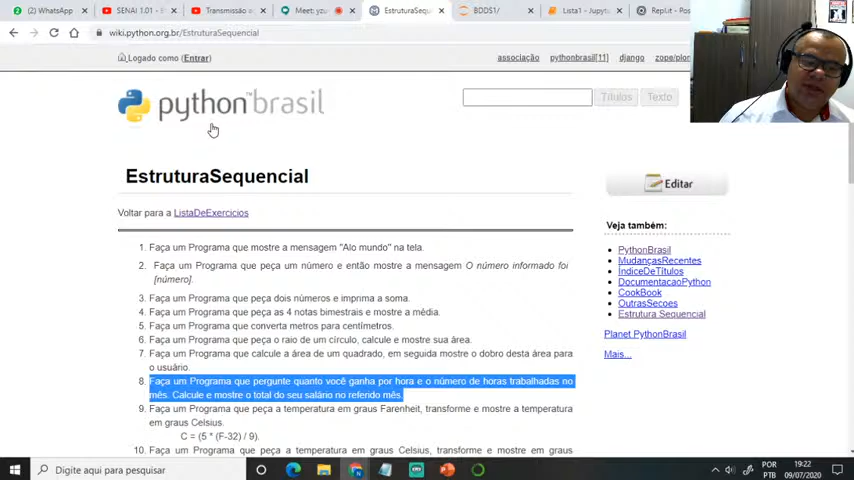 (2) WhatsApp
SENAI 1.01 - E
Transmissão
Meet: yzu
EstruturaSequenc
BDDS1/
Lista1 - Jupyte
Repl.it - Pos
wiki.python.org.br/EstruturaSequencial
Logado como (Entrar)
associação
pythonbrasil[11]
django
zope/plon
python™brasil
Títulos
Texto
EstruturaSequencial
Editar
Voltar para a ListaDeExercicios
Veja também:
PythonBrasil
MudançasRecentes
ÍndiceDeTítulos
DocumentacaoPython
CookBook
OutrasSecoes
Estrutura Sequencial
Planet PythonBrasil
Mais...
1. Faça um Programa que mostre a mensagem "Alo mundo" na tela.
2. Faça um Programa que peça um número e então mostre a mensagem O número informado foi
[número].
3. Faça um Programa que peça dois números e imprima a soma.
4. Faça um Programa que peça as 4 notas bimestrais e mostre a média.
5. Faça um Programa que converta metros para centímetros.
6. Faça um Programa que peça o raio de um círculo, calcule e mostre sua área.
7. Faça um Programa que calcule a área de um quadrado, em seguida mostre o dobro desta área para
o usuário.
8. Faça um Programa que pergunte quanto você ganha por hora e o número de horas trabalhadas no
mês. Calcule e mostre o total do seu salário no referido mês.
9. Faça um Programa que peça a temperatura em graus Farenheit, transforme e mostre a temperatura
em graus Celsius.
C = (5 * (F-32) / 9).
10. Faça um Programa que peça a temperatura em graus Celsius, transforme e mostre em graus
Digite aqui para pesquisar
POR
PTB
19:22
09/07/2020